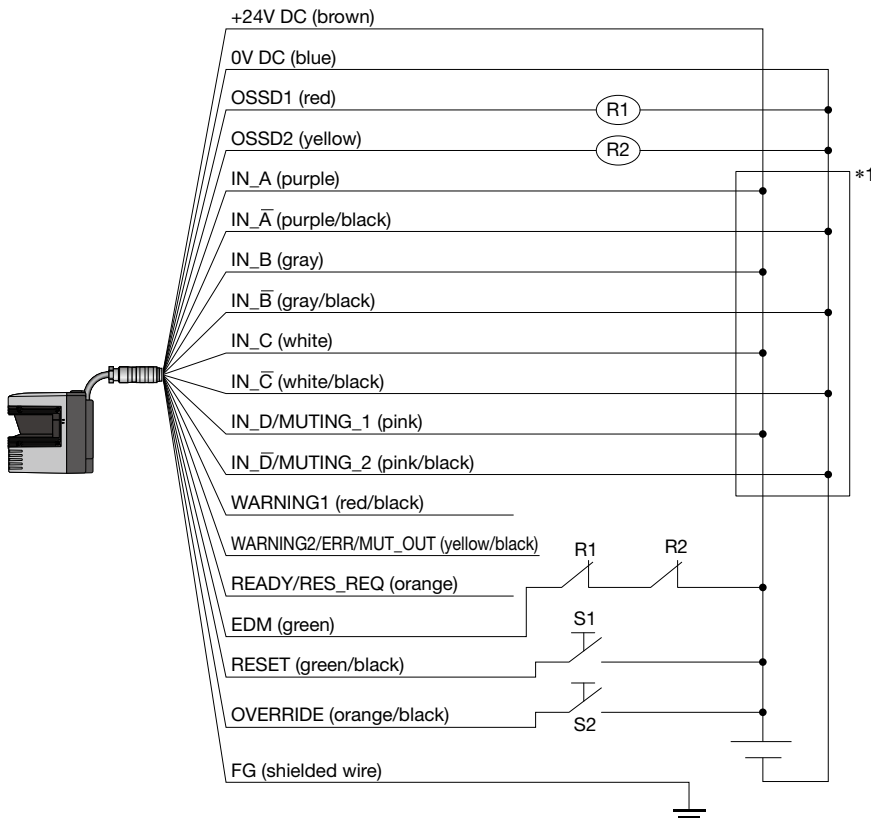 +24V DC (brown)
0V DC (blue)
OSSD1 (red)
R1
OSSD2 (yellow)
R2
IN_A (purple)
*1
IN_A̅ (purple/black)
IN_B (gray)
IN_B̅ (gray/black)
IN_C (white)
IN_C̅ (white/black)
IN_D/MUTING_1 (pink)
IN_D̅/MUTING_2 (pink/black)
WARNING1 (red/black)
WARNING2/ERR/MUT_OUT (yellow/black)
R1
R2
READY/RES_REQ (orange)
EDM (green)
S1
RESET (green/black)
OVERRIDE (orange/black)
S2
FG (shielded wire)